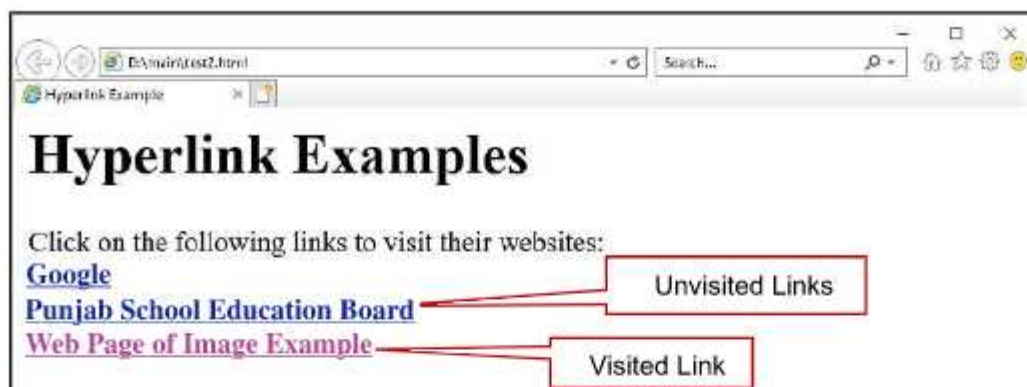 D:\main\test2.html
Search...
Hyperlink Example
Hyperlink Examples
Click on the following links to visit their websites:
Google
Punjab School Education Board
Web Page of Image Example
Unvisited Links
Visited Link